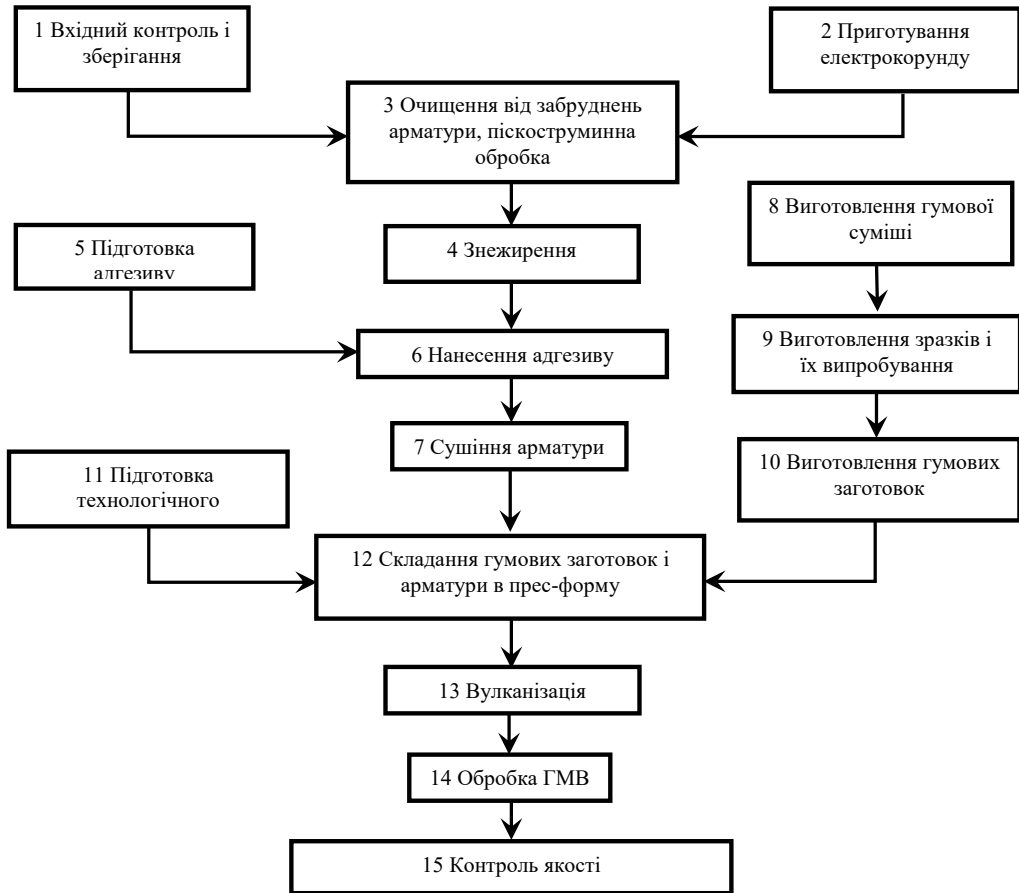 1 Вхідний контроль і
зберігання
2 Приготування
електрокорунду
3 Очищення від забруднень
арматури, піскоструминна
обробка
4 Знежирення
5 Підготовка
адгезиву
6 Нанесення адгезиву
7 Сушіння арматури
8 Виготовлення гумової
суміші
9 Виготовлення зразків і
їх випробування
10 Виготовлення гумових
заготовок
11 Підготовка
технологічного
12 Складання гумових заготовок і
арматури в прес-форму
13 Вулканізація
14 Обробка ГМВ
15 Контроль якості